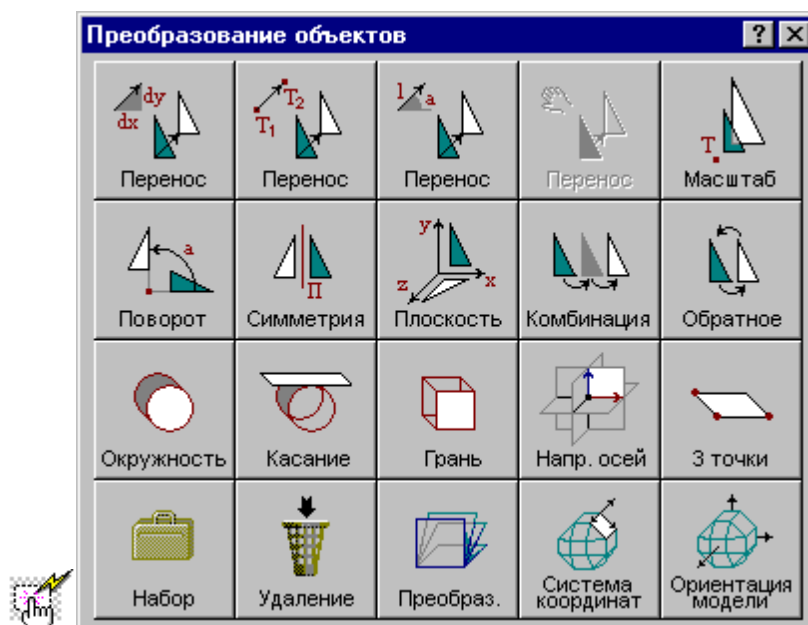 Преобразование объектов
dy
dx
Перенос
T1 T2
Перенос
l a
Перенос
Перенос
T
Масштаб
a
Поворот
П
Симметрия
y
z x
Плоскость
Комбинация
Обратное
Окружность
Касание
Грань
Напр. осей
3 точки
Набор
Удаление
Преобраз.
Система
координат
Ориентация
модели